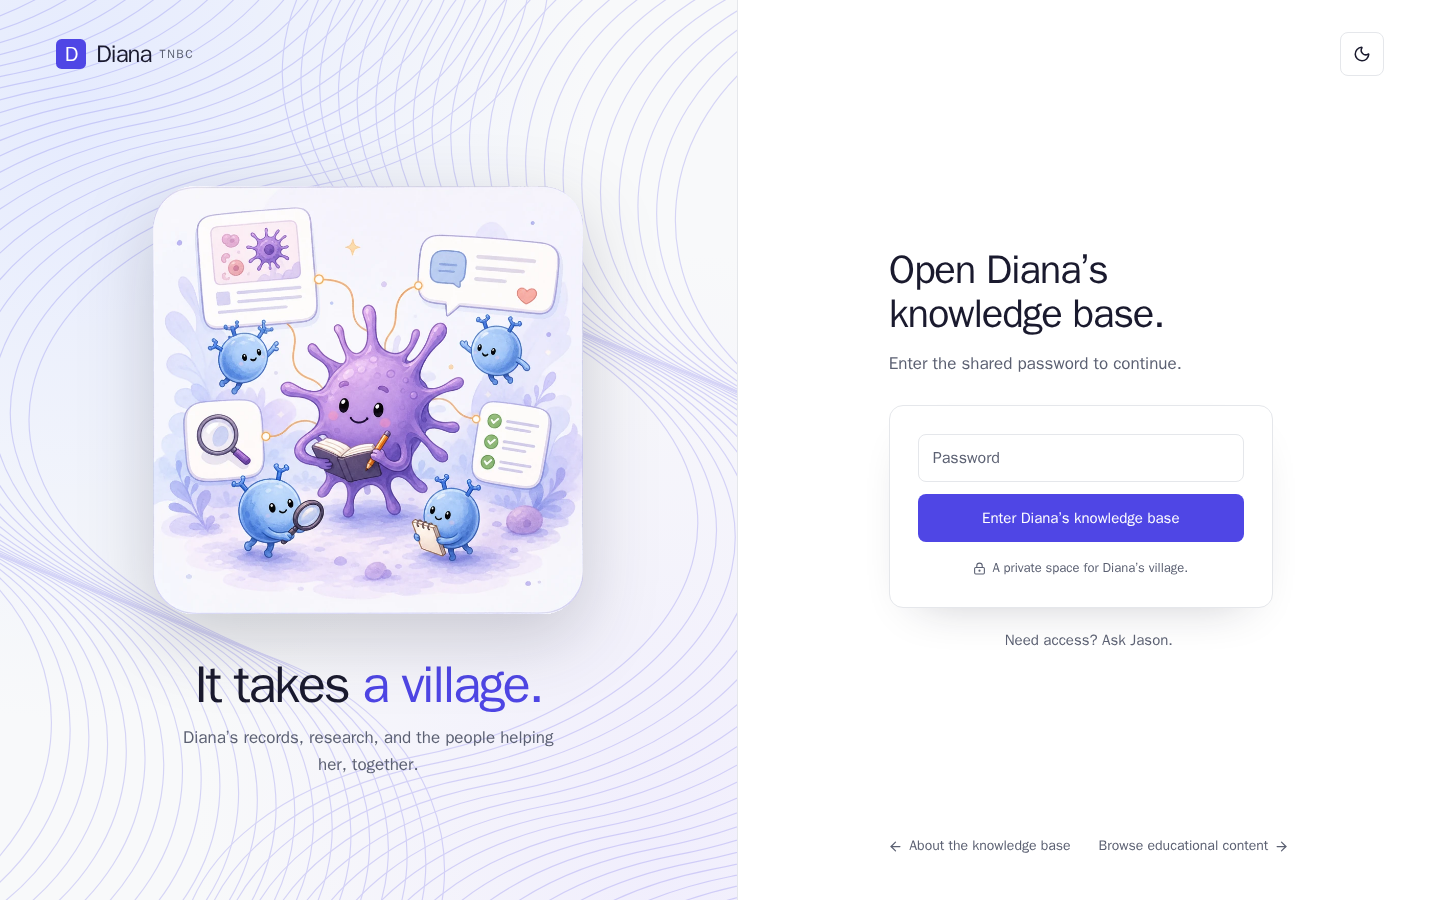 D Diana TNBC
It takes a village.
Diana's records, research, and the people helping
her, together.
Open Diana's
knowledge base.
Enter the shared password to continue.
Password
Enter Diana's knowledge base
A private space for Diana's village.
Need access? Ask Jason.
← About the knowledge base
Browse educational content →